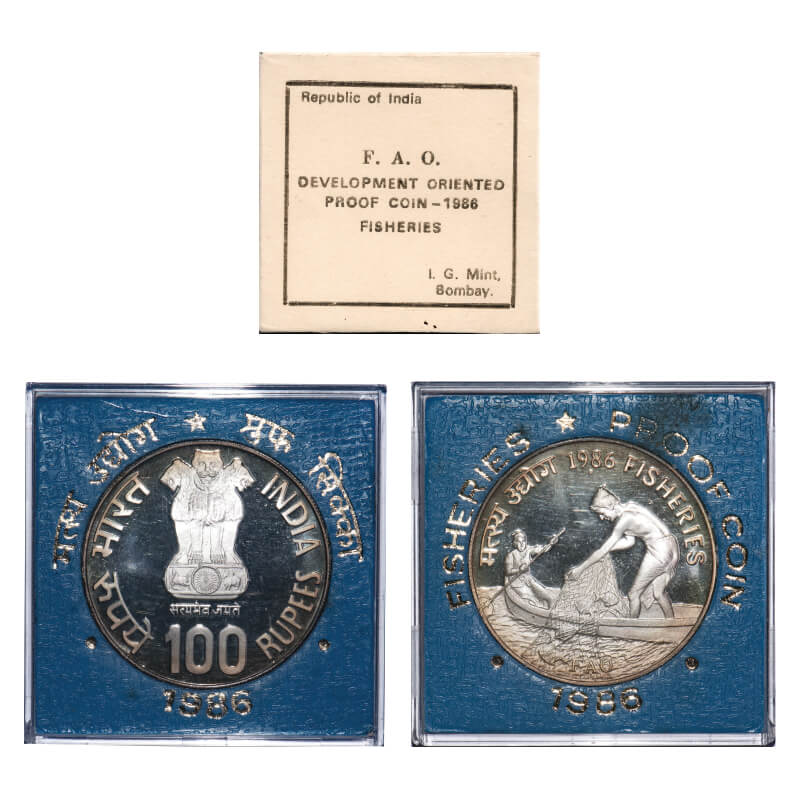 Republic of India
F. A. O.
DEVELOPMENT ORIENTED
PROOF COIN - 1986
FISHERIES
I. G. Mint,
Bombay.
मत्स्य उद्योग ★ प्रूफ सिक्का
भारत INDIA
रूपये RUPEES
सत्यमेव जयते
100
1986
FISHERIES ★ PROOF COIN
मत्स्य उद्योग 1986 FISHERIES
FAO
1986